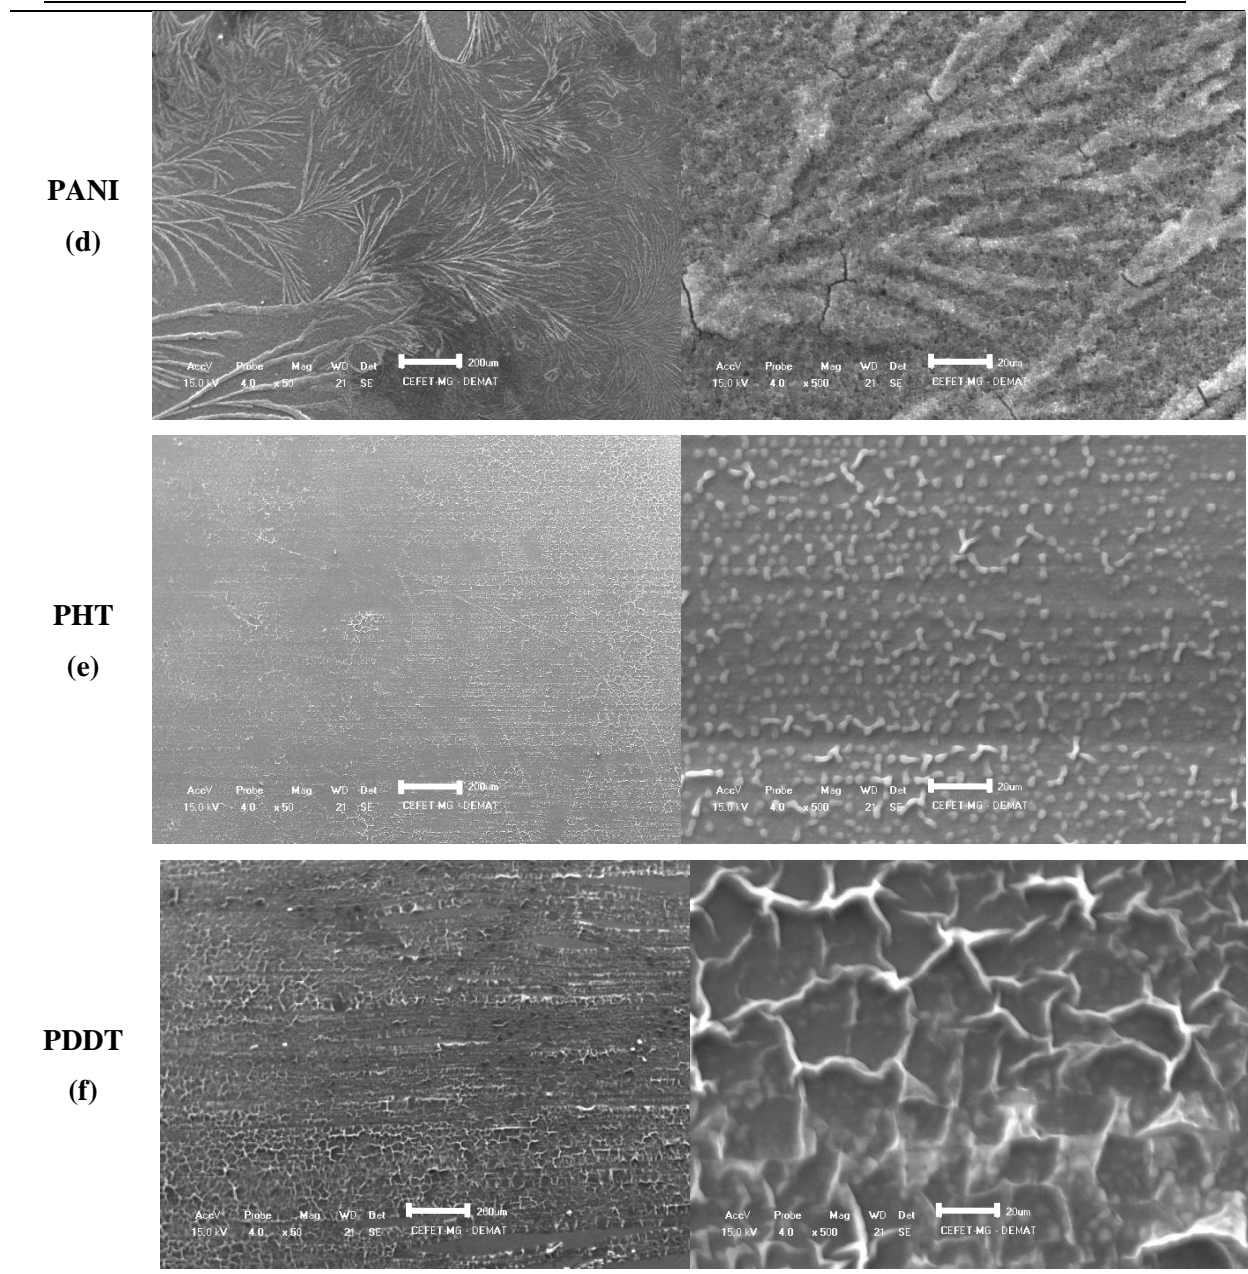 PANI
(d)
AccV Probe Mag WD Det 200um
15.0 kV 4.0 x 50 21 SE CEFET-MG - DEMAT
AccV Probe Mag WD Det 20um
15.0 kV 4.0 x 500 21 SE CEFET-MG - DEMAT
PHT
(e)
AccV Probe Mag WD Det 200um
15.0 kV 4.0 x 50 21 SE CEFET-MG - DEMAT
AccV Probe Mag WD Det 20um
15.0 kV 4.0 x 500 21 SE CEFET-MG - DEMAT
PDDT
(f)
AccV Probe Mag WD Det 200um
15.0 kV 4.0 x 50 21 SE CEFET-MG - DEMAT
AccV Probe Mag WD Det 20um
15.0 kV 4.0 x 500 21 SE CEFET-MG - DEMAT